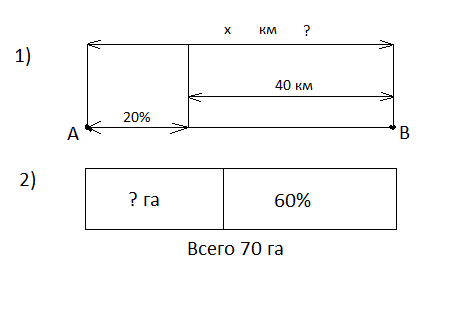 1)
x км ?
40 км
20%
A
B
2)
? га
60%
Всего 70 га